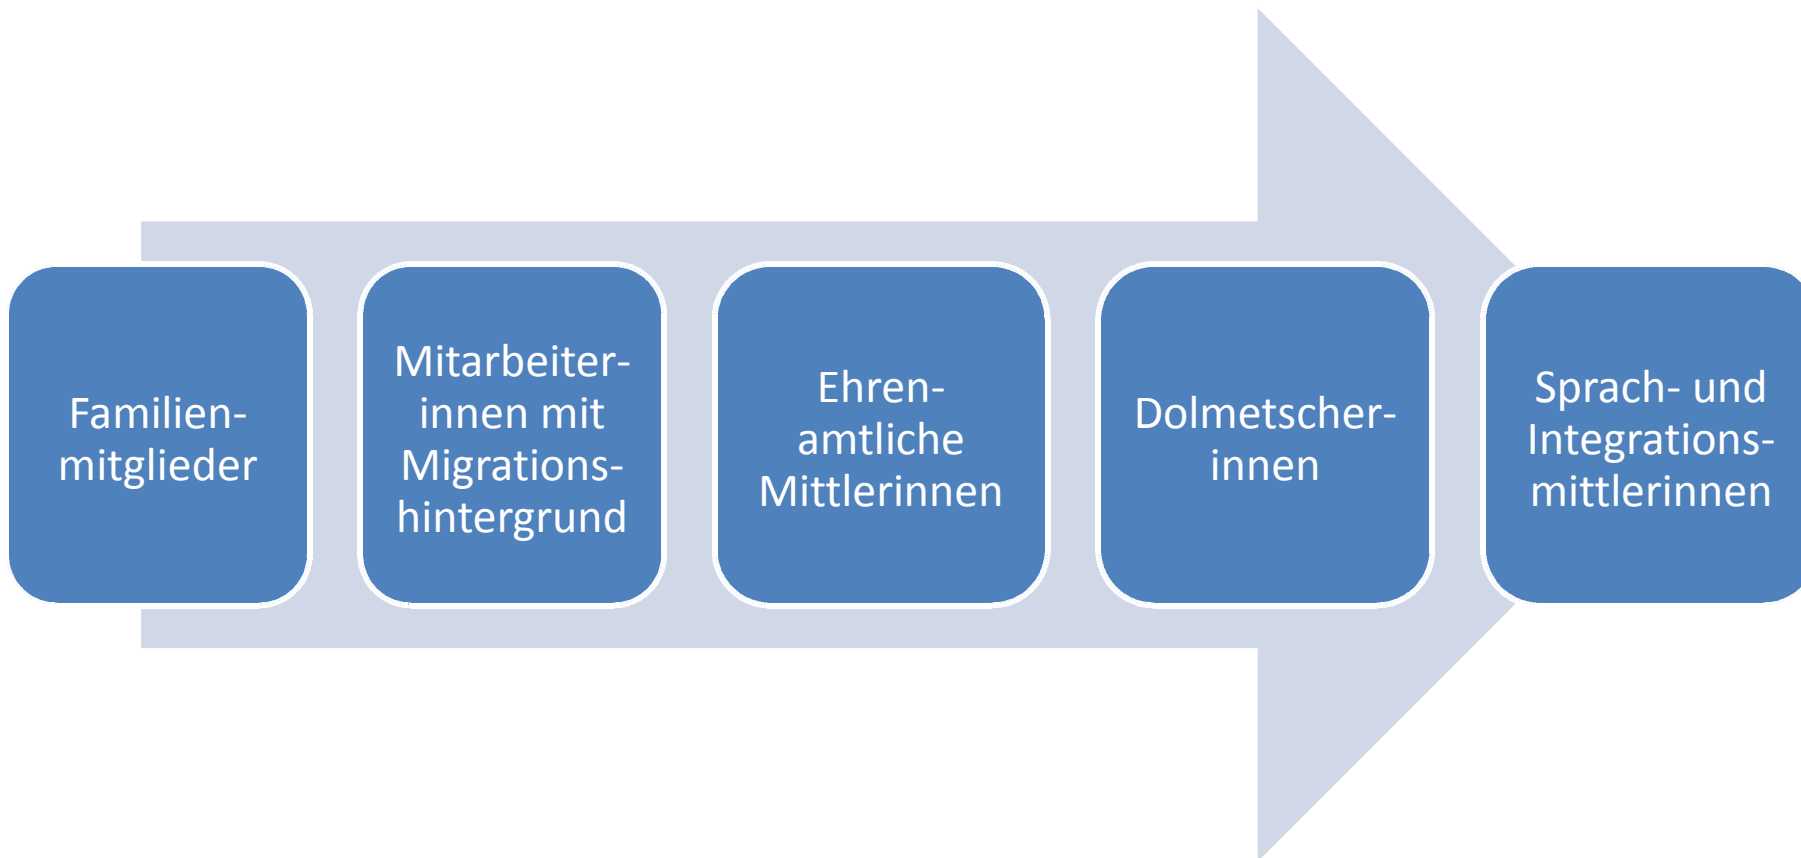 Familien-
mitglieder
Mitarbeiter-
innen mit
Migrations-
hintergrund
Ehren-
amtliche
Mittlerinnen
Dolmetscher-
innen
Sprach- und
Integrations-
mittlerinnen